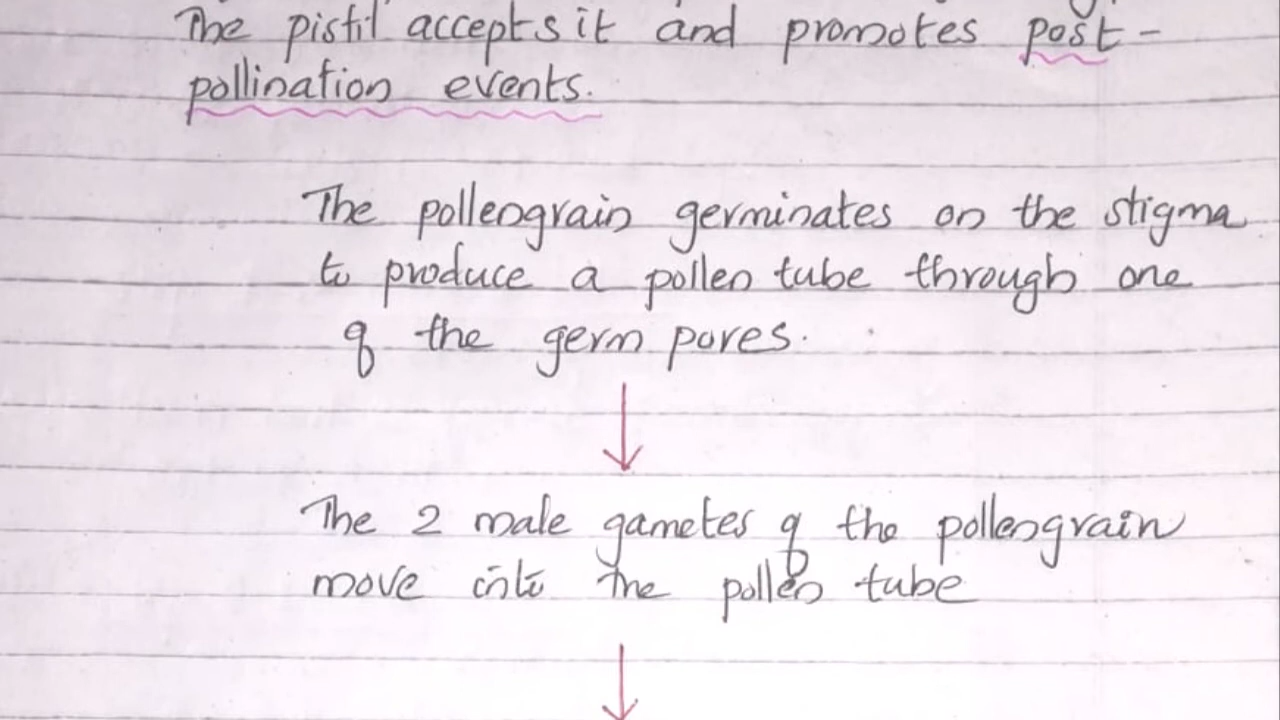 The pistil accepts it and promotes post-
pollination events.
The pollengrain germinates on the stigma
to produce a pollen tube through one
of the germ pores.
The 2 male gametes of the pollengrain
move into the pollen tube